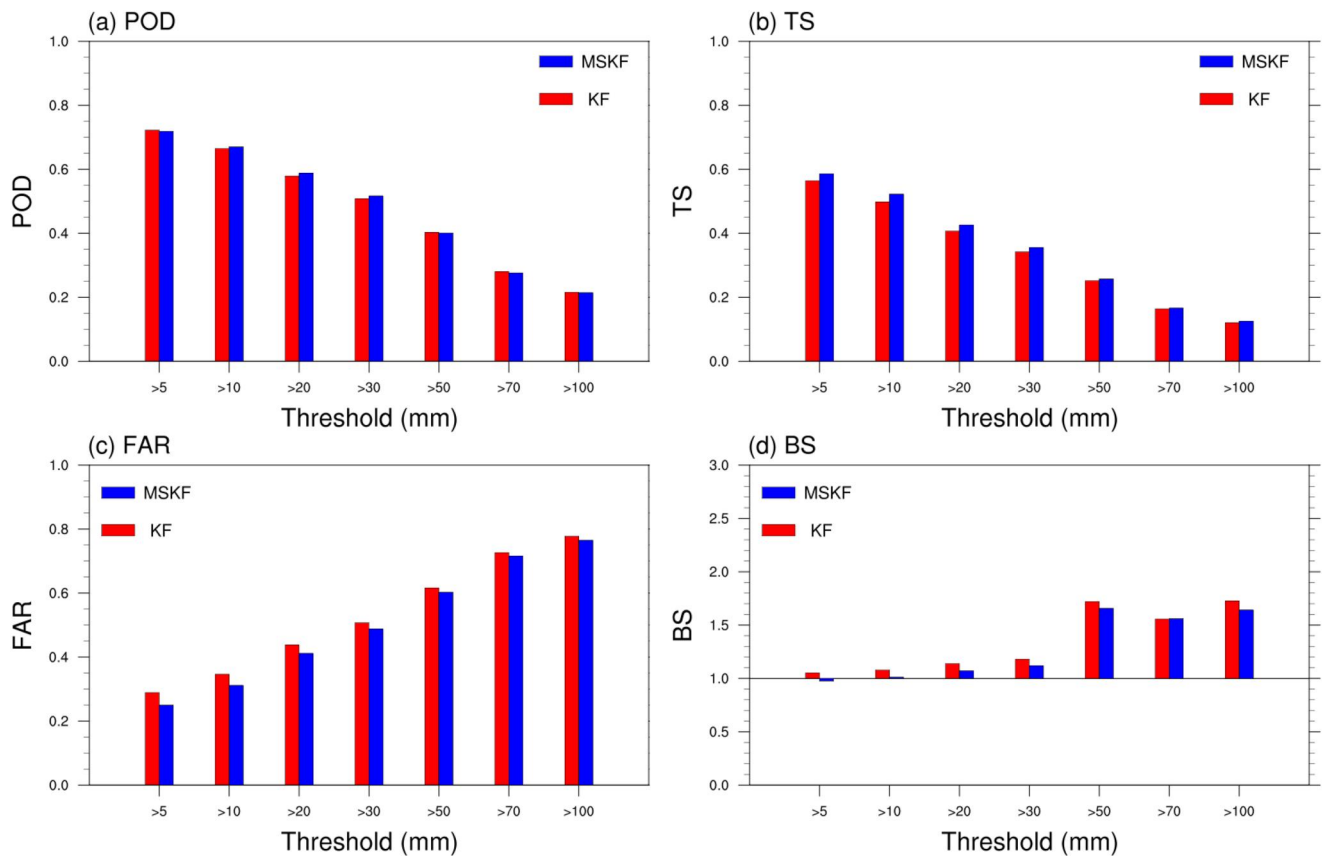 (a) POD
1.0
0.8
0.6
0.4
0.2
0.0
POD
MSKF
KF
>5 >10 >20 >30 >50 >70 >100
Threshold (mm)
(b) TS
1.0
0.8
0.6
0.4
0.2
0.0
TS
MSKF
KF
>5 >10 >20 >30 >50 >70 >100
Threshold (mm)
(c) FAR
1.0
0.8
0.6
0.4
0.2
0.0
FAR
MSKF
KF
>5 >10 >20 >30 >50 >70 >100
Threshold (mm)
(d) BS
3.0
2.5
2.0
1.5
1.0
0.5
0.0
BS
MSKF
KF
>5 >10 >20 >30 >50 >70 >100
Threshold (mm)